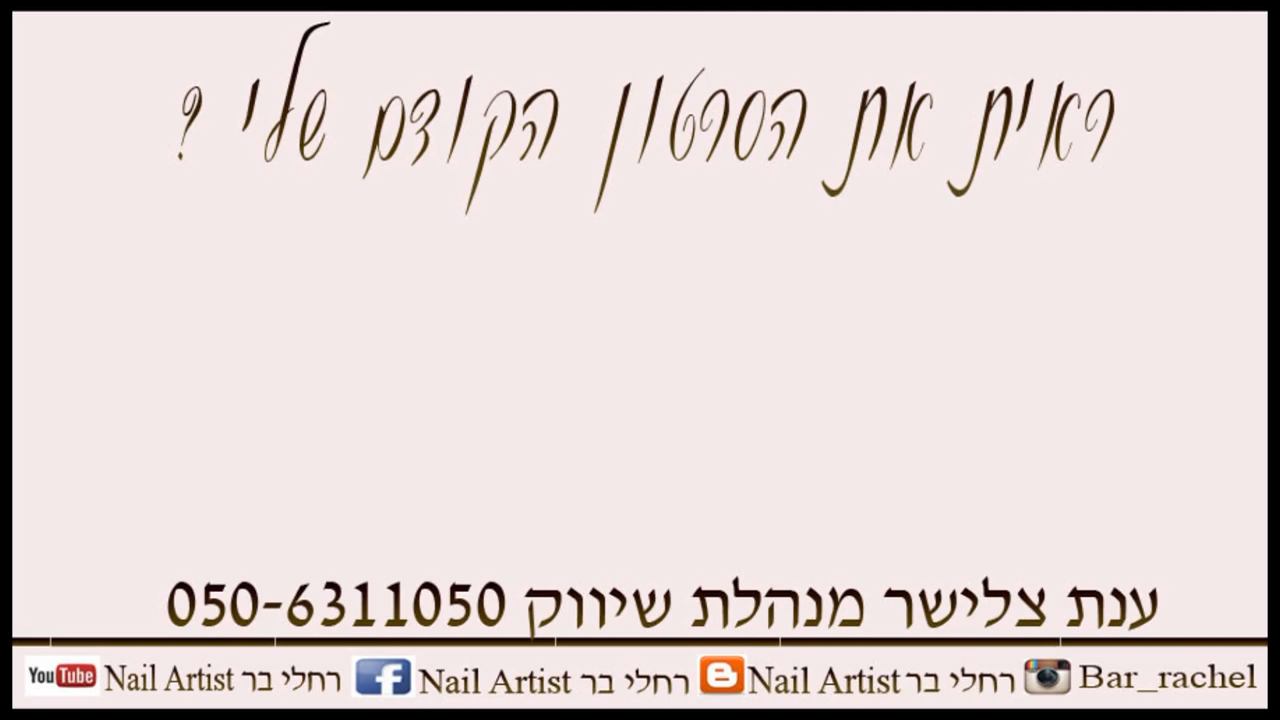 ראית את הסרטון הקודם שלי ?
ענת צלישר מנהלת שיווק 050-6311050
YouTube Nail Artist רחלי בר f Nail Artist רחלי בר Nail Artist רחלי בר Bar_rachel